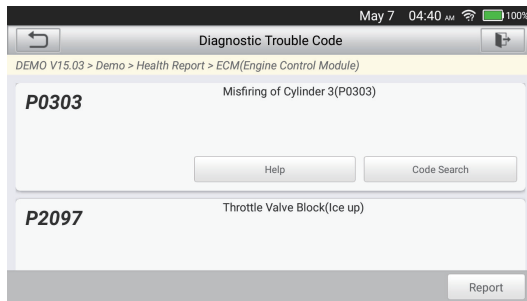 May 7 04:40 AM 100%
Diagnostic Trouble Code
DEMO V15.03 > Demo > Health Report > ECM(Engine Control Module)
P0303
Misfiring of Cylinder 3(P0303)
Help
Code Search
P2097
Throttle Valve Block(Ice up)
Report